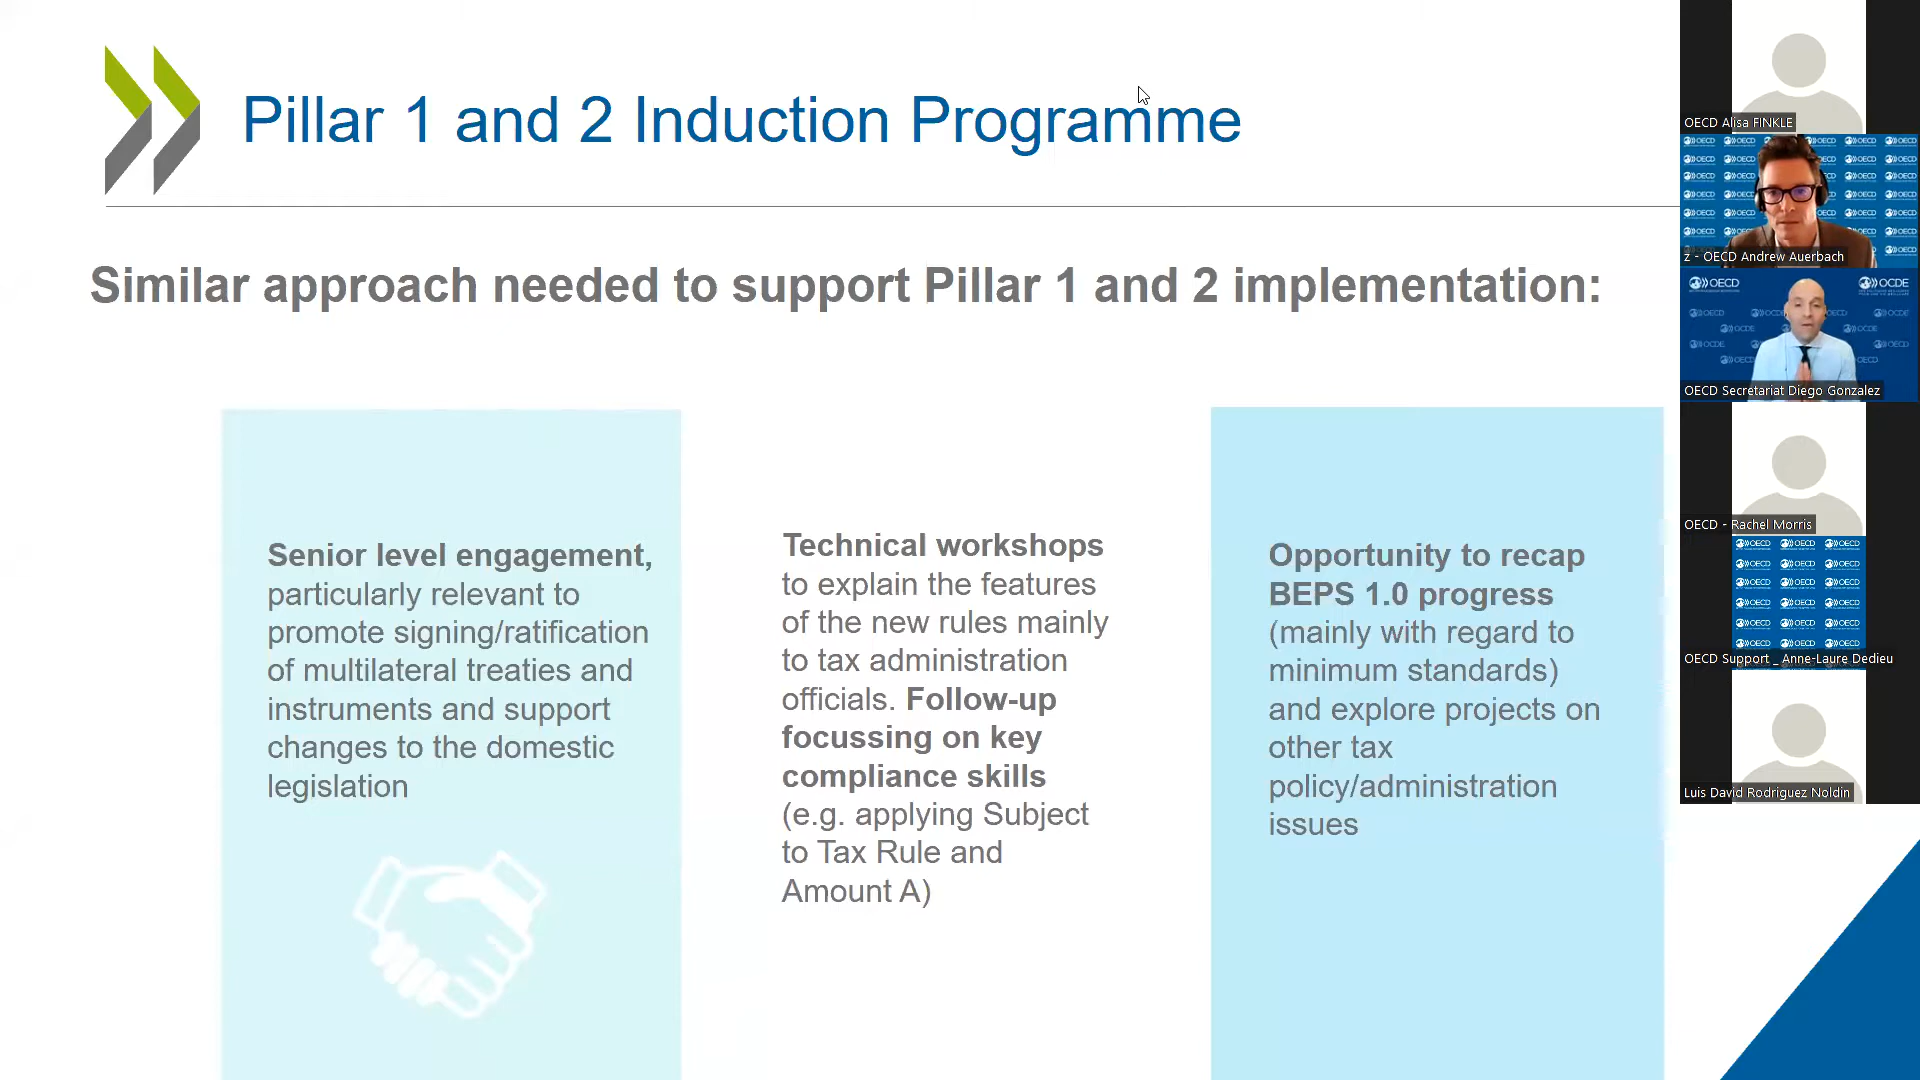 Pillar 1 and 2 Induction Programme
Similar approach needed to support Pillar 1 and 2 implementation:
Senior level engagement,
particularly relevant to
promote signing/ratification
of multilateral treaties and
instruments and support
changes to the domestic
legislation
Technical workshops
to explain the features
of the new rules mainly
to tax administration
officials. Follow-up
focussing on key
compliance skills
(e.g. applying Subject
to Tax Rule and
Amount A)
Opportunity to recap
BEPS 1.0 progress
(mainly with regard to
minimum standards)
and explore projects on
other tax
policy/administration
issues
OECD Alisa FINKLE
z - OECD Andrew Auerbach
OECD
OCDE
OECD Secretariat Diego Gonzalez
OECD - Rachel Morris
OECD Support _ Anne-Laure Dedieu
Luis David Rodriguez Noldin